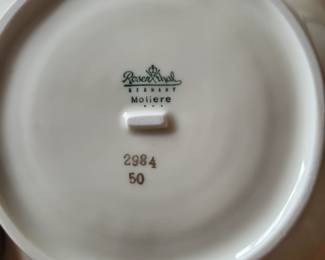 Rosenthal
GERMANY
Moliere
2984
50